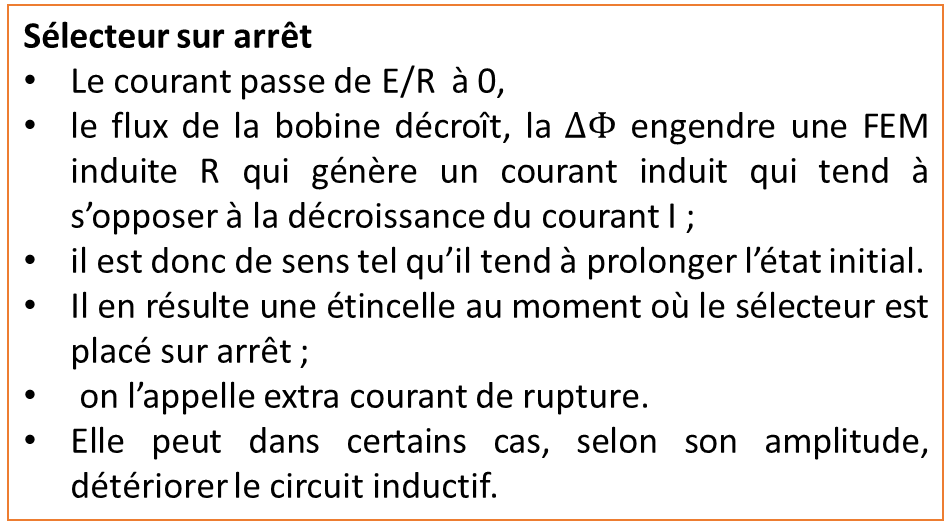 Sélecteur sur arrêt
• Le courant passe de E/R à 0,
• le flux de la bobine décroît, la ΔΦ engendre une FEM
induite R qui génère un courant induit qui tend à
s’opposer à la décroissance du courant I ;
• il est donc de sens tel qu’il tend à prolonger l’état initial.
• Il en résulte une étincelle au moment où le sélecteur est
placé sur arrêt ;
• on l’appelle extra courant de rupture.
• Elle peut dans certains cas, selon son amplitude,
détériorer le circuit inductif.